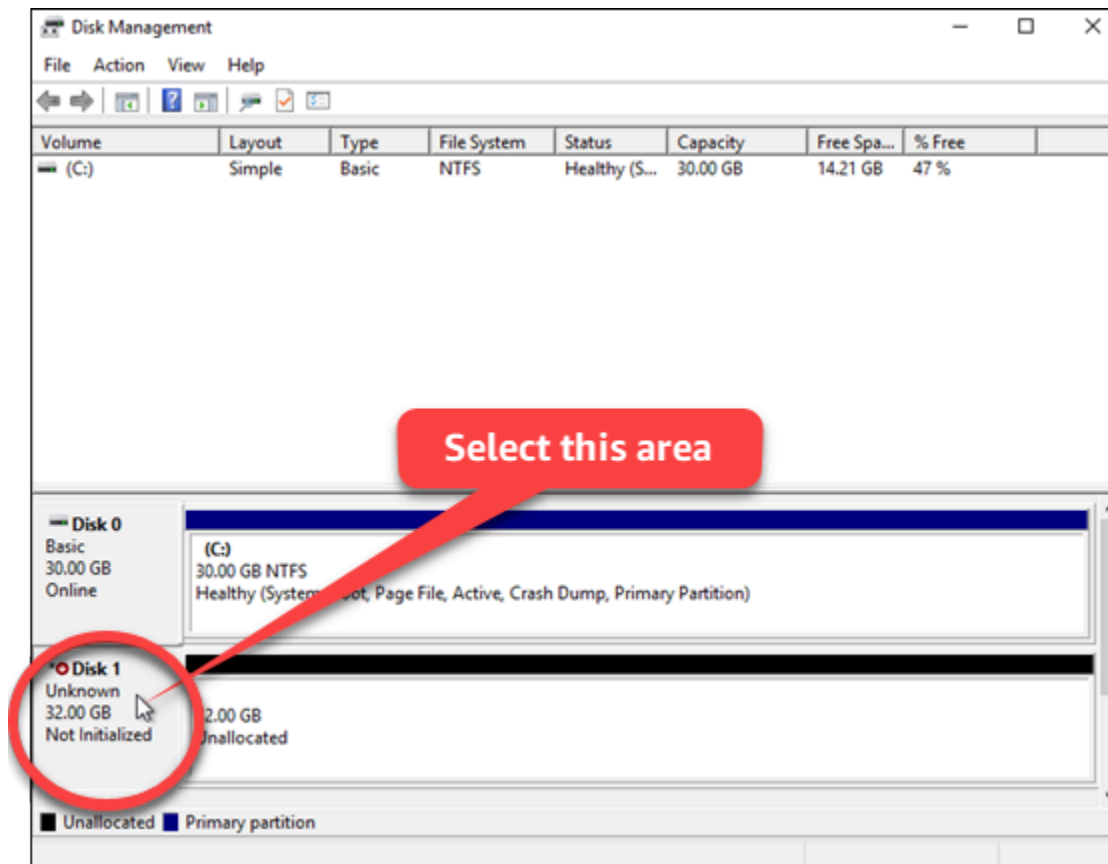 Disk Management
File Action View Help
Volume Layout Type File System Status Capacity Free Spa... % Free
(C:) Simple Basic NTFS Healthy (S... 30.00 GB 14.21 GB 47 %
Select this area
Disk 0
Basic
30.00 GB
Online
(C:)
30.00 GB NTFS
Healthy (System, Page File, Active, Crash Dump, Primary Partition)
Disk 1
Unknown
32.00 GB
Not Initialized
2.00 GB
Unallocated
Unallocated Primary partition